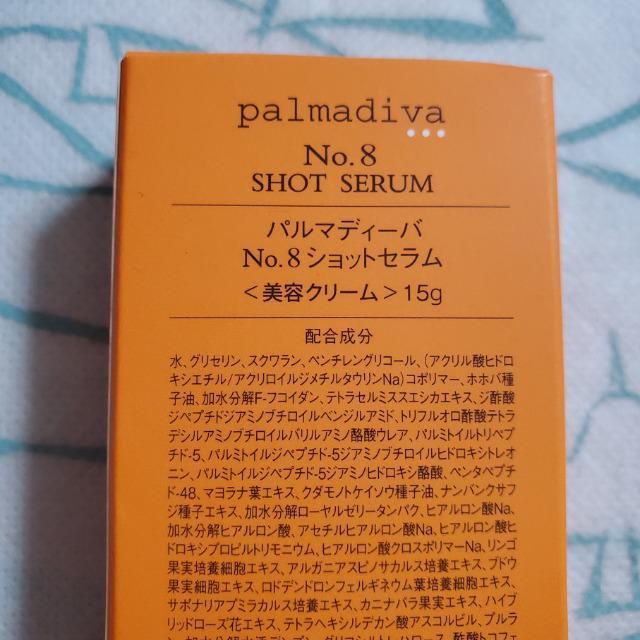 palmadiva
No.8
SHOT SERUM
パルマディーバ
No.8ショットセラム
<美容クリーム>15g
配合成分
水、グリセリン、スクワラン、ペンチレングリコール、(アクリル酸ヒドロ
キシエチル/アクリロイルジメチルタウリンNa)コポリマー、ホホバ種
子油、加水分解F-フコイダン、テトラセルミススエシカエキス、ジ酢酸
ジペプチドジアミノブチロイルベンジルアミド、トリフルオロ酢酸テトラ
デシルアミノブチロイルバリルアミノ酪酸ウレア、パルミトイルトリペプ
チド-5、パルミトイルジペプチド-5ジアミノブチロイルヒドロキシトレオ
ニン、パルミトイルジペプチド-5ジアミノヒドロキシ酪酸、ペンタペプチ
ド-48、マヨラナ葉エキス、クダモノトケイソウ種子油、ナンバンクサフ
ジ種子エキス、加水分解ローヤルゼリータンパク、ヒアルロン酸Na、
加水分解ヒアルロン酸、アセチルヒアルロン酸Na、ヒアルロン酸ヒ
ドロキシプロピルトリモニウム、ヒアルロン酸クロスポリマーNa、リンゴ
果実培養細胞エキス、アルガニアスピノサカルス培養エキス、ブドウ
果実細胞エキス、ロドデンドロンフェルギネウム葉培養細胞エキス、
サポナリアプミラカルス培養エキス、カニナバラ果実エキス、ハイブ
リッドローズ花エキス、テトラヘキシルデカン酸アスコルビル、プルラ